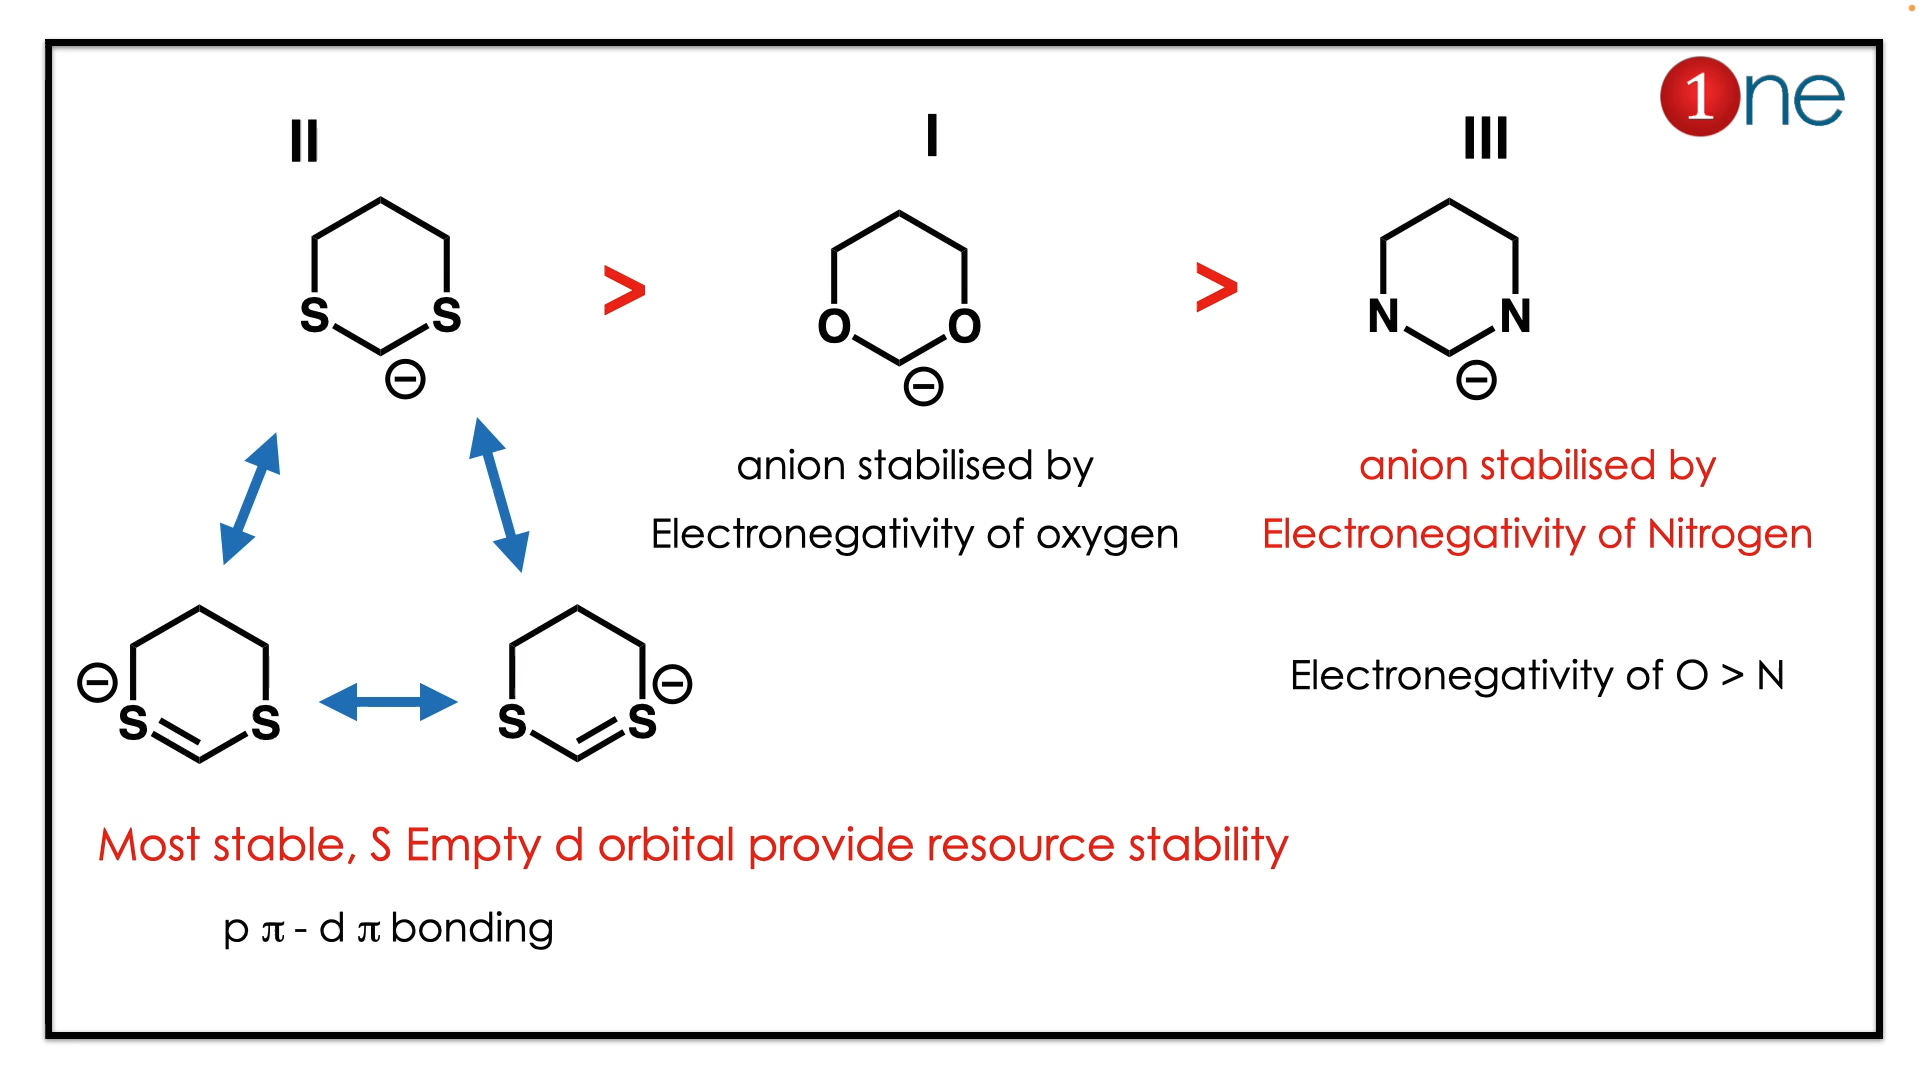 1ne
II
I
III
S S
>
O O
>
N N
⊖
⊖
⊖
anion stabilised by
Electronegativity of oxygen
anion stabilised by
Electronegativity of Nitrogen
Electronegativity of O > N
⊖
S S
S S
⊖
Most stable, S Empty d orbital provide resource stability
p π - d π bonding